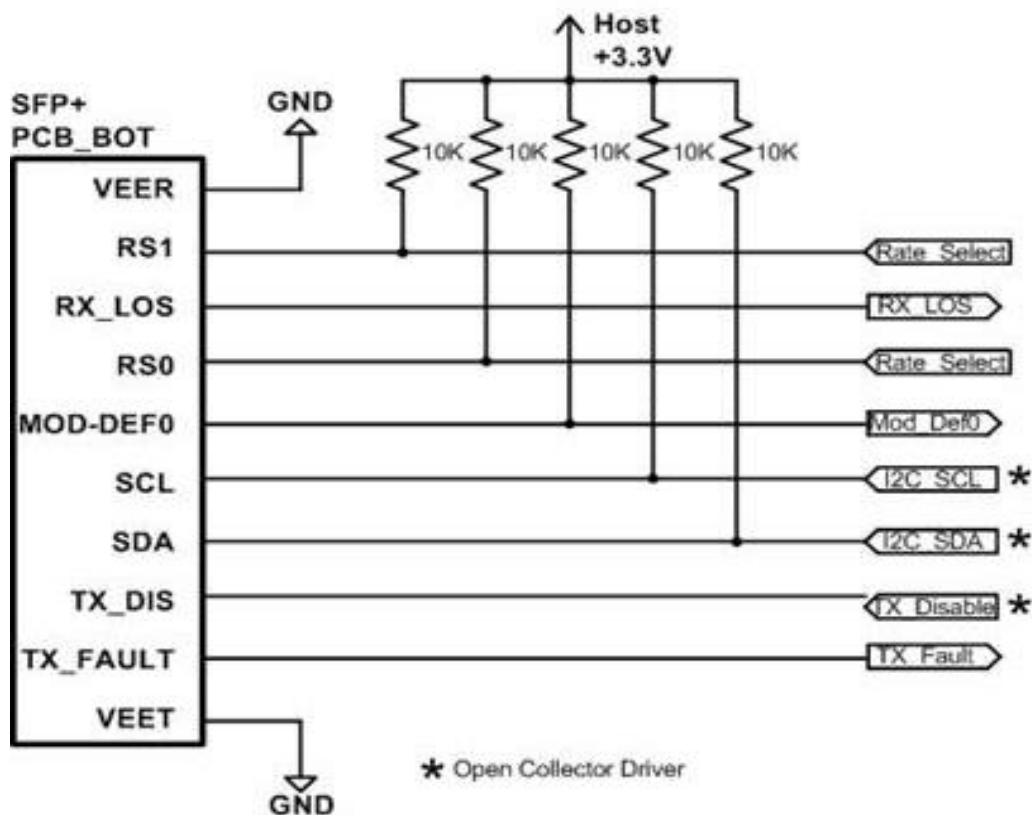 Host
+3.3V
SFP+
PCB_BOT
GND
10K 10K 10K 10K 10K
VEER
RS1 Rate_Select
RX_LOS RX_LOS
RS0 Rate_Select
MOD-DEF0 Mod_Def0
SCL I2C_SCL *
SDA I2C_SDA *
TX_DIS TX_Disable *
TX_FAULT TX_Fault
VEET
* Open Collector Driver
GND